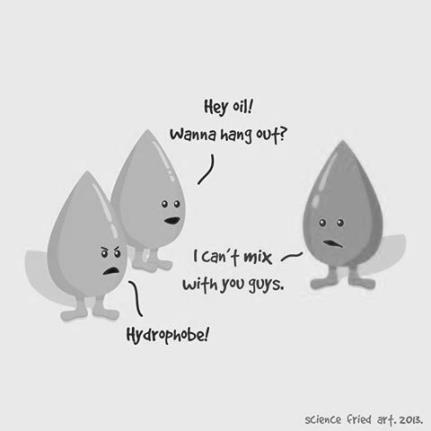 Hey oil!
Wanna hang out?
I can't mix
with you guys.
Hydrophobe!
science fried art. 2013.